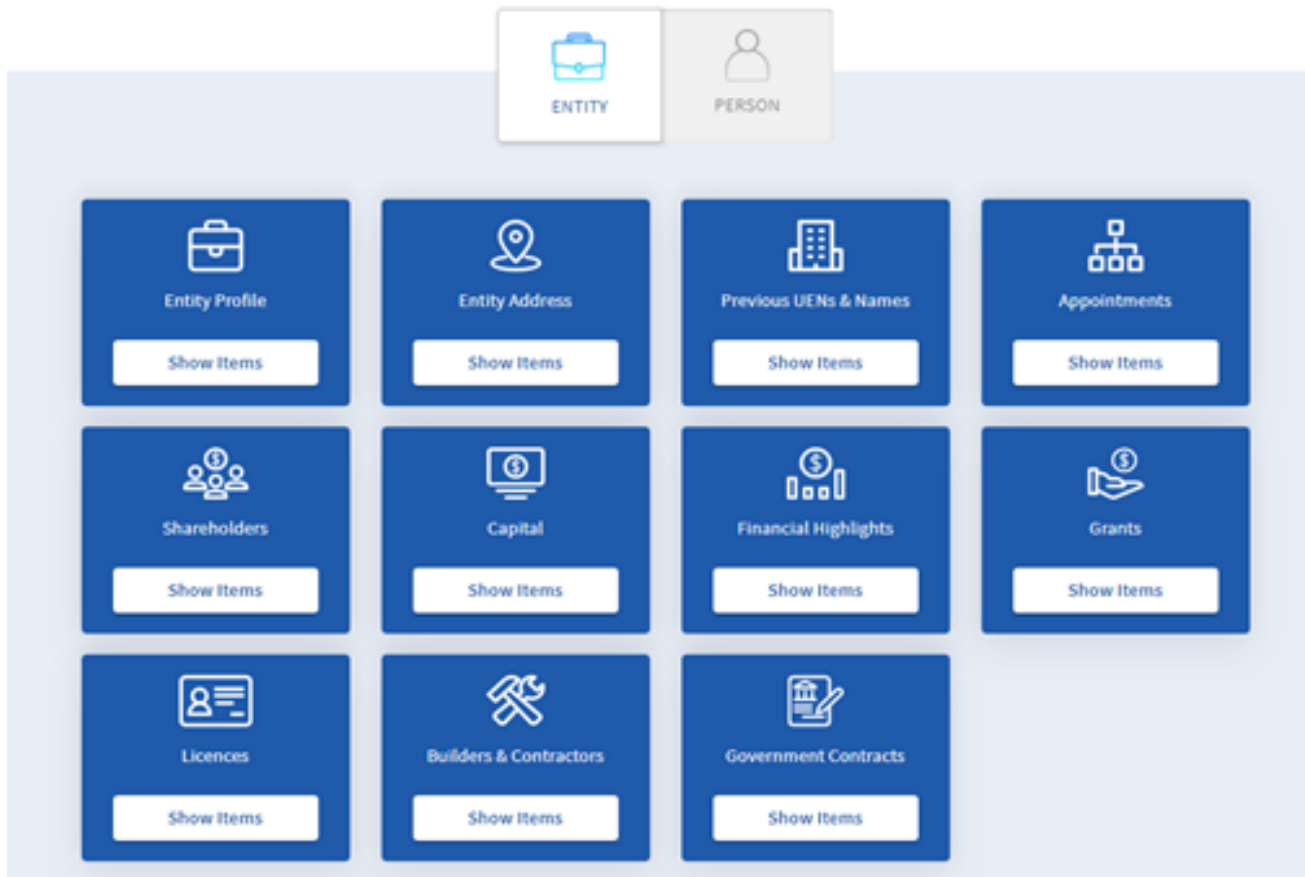 ENTITY
PERSON
Entity Profile
Show Items
Entity Address
Show Items
Previous UENs & Names
Show Items
Appointments
Show Items
Shareholders
Show Items
Capital
Show Items
Financial Highlights
Show Items
Grants
Show Items
Licences
Show Items
Builders & Contractors
Show Items
Government Contracts
Show Items